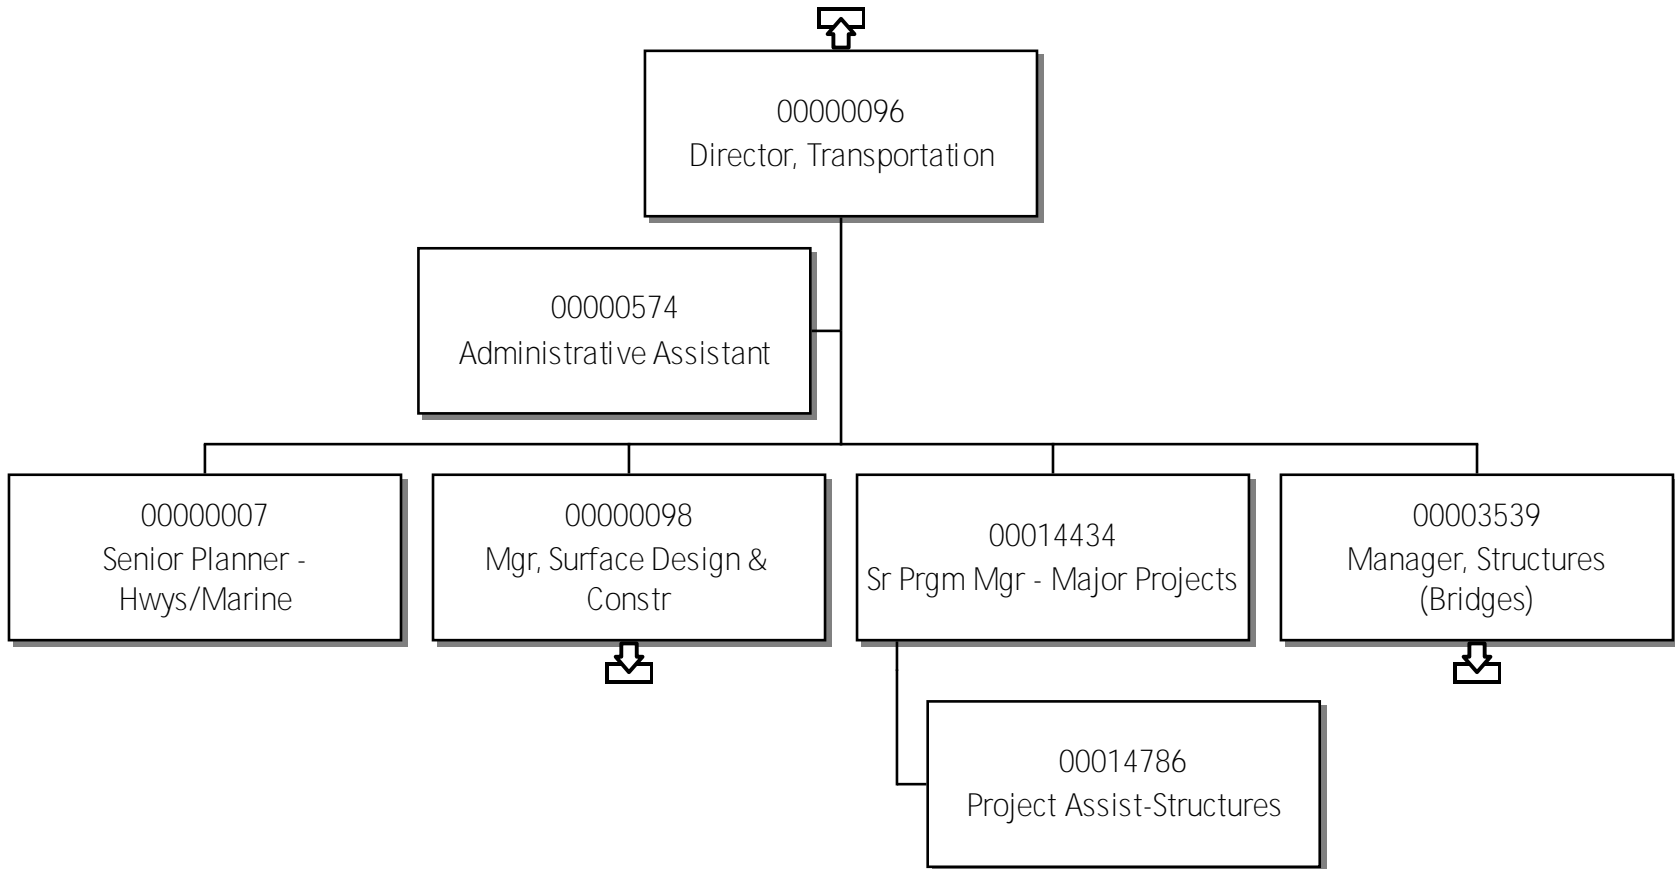 00000096
Director, Transportation
00000574
Administrative Assistant
00000007
Senior Planner -
Hwys/Marine
00000098
Mgr, Surface Design &
Constr
00014434
Sr Prgm Mgr - Major Projects
00003539
Manager, Structures
(Bridges)
00014786
Project Assist-Structures